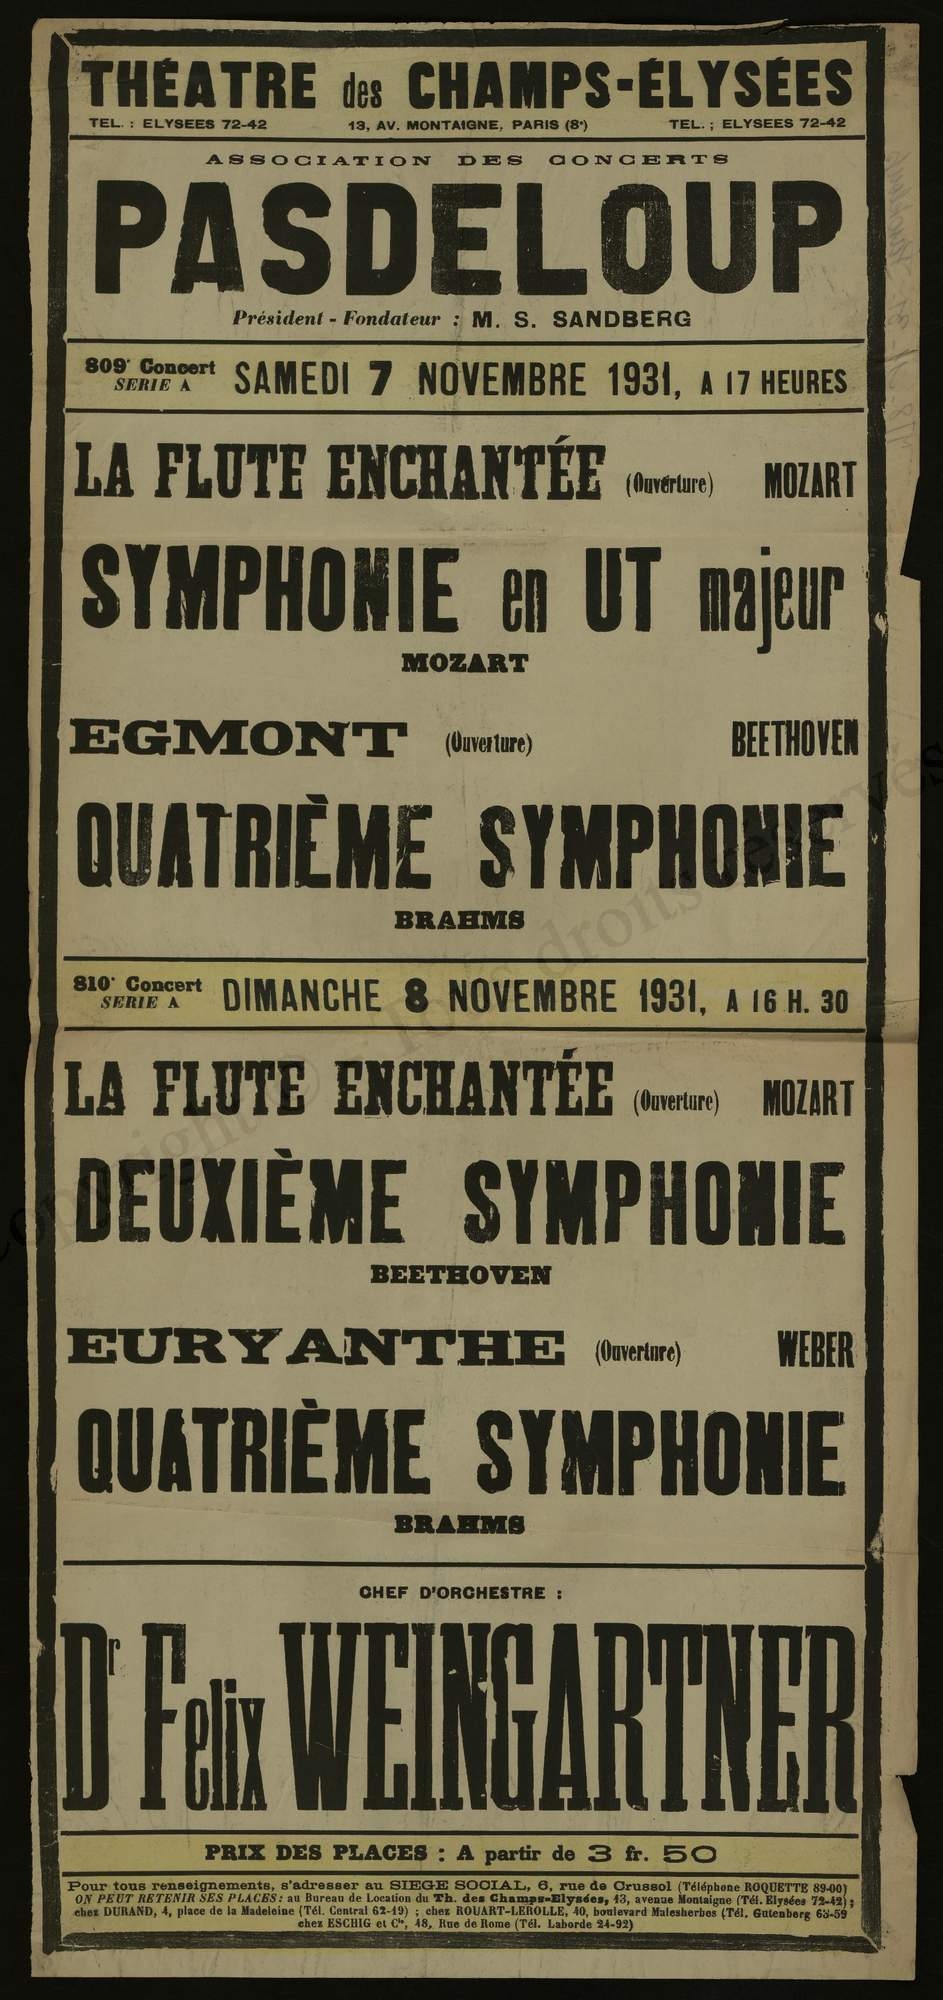 THÉATRE des CHAMPS-ÉLYSÉES
TEL. : ELYSEES 72-42 13, AV. MONTAIGNE, PARIS (8e) TEL. ; ELYSEES 72-42
ASSOCIATION DES CONCERTS
PASDELOUP
Président - Fondateur : M. S. SANDBERG
809e Concert
SERIE A
SAMEDI 7 NOVEMBRE 1931, A 17 HEURES
LA FLUTE ENCHANTÉE (Ouverture) MOZART
SYMPHONIE en UT majeur
MOZART
EGMONT (Ouverture) BEETHOVEN
QUATRIÈME SYMPHONIE
BRAHMS
810e Concert
SERIE A
DIMANCHE 8 NOVEMBRE 1931, A 16 H. 30
LA FLUTE ENCHANTÉE (Ouverture) MOZART
DEUXIÈME SYMPHONIE
BEETHOVEN
EURYANTHE (Ouverture) WEBER
QUATRIÈME SYMPHONIE
BRAHMS
CHEF D'ORCHESTRE :
Dr Felix WEINGARTNER
PRIX DES PLACES : A partir de 3 fr. 50
Pour tous renseignements, s'adresser au SIEGE SOCIAL, 6, rue de Crussol (Téléphone ROQUETTE 89-00)
ON PEUT RETENIR SES PLACES : au Bureau de Location du Th. des Champs-Elysées, 13, avenue Montaigne (Tél. Elysées 72-42) ;
chez DURAND, 4, place de la Madeleine (Tél. Central 62-19) ; chez ROUART-LEROLLE, 40, boulevard Malesherbes (Tél. Gutenberg 63-59
chez ESCHIG et Cie, 48, Rue de Rome (Tél. Laborde 24-92)
Copyright © - Tous droits réservés